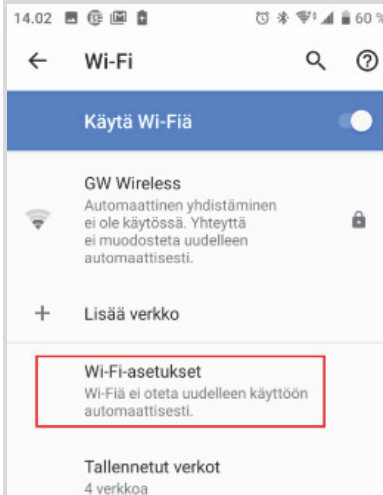 14.02 60 %
Wi-Fi
Käytä Wi-Fiä
GW Wireless
Automaattinen yhdistäminen
ei ole käytössä. Yhteyttä
ei muodosteta uudelleen
automaattisesti.
Lisää verkko
Wi-Fi-asetukset
Wi-Fiä ei oteta uudelleen käyttöön
automaattisesti.
Tallennetut verkot
4 verkkoa